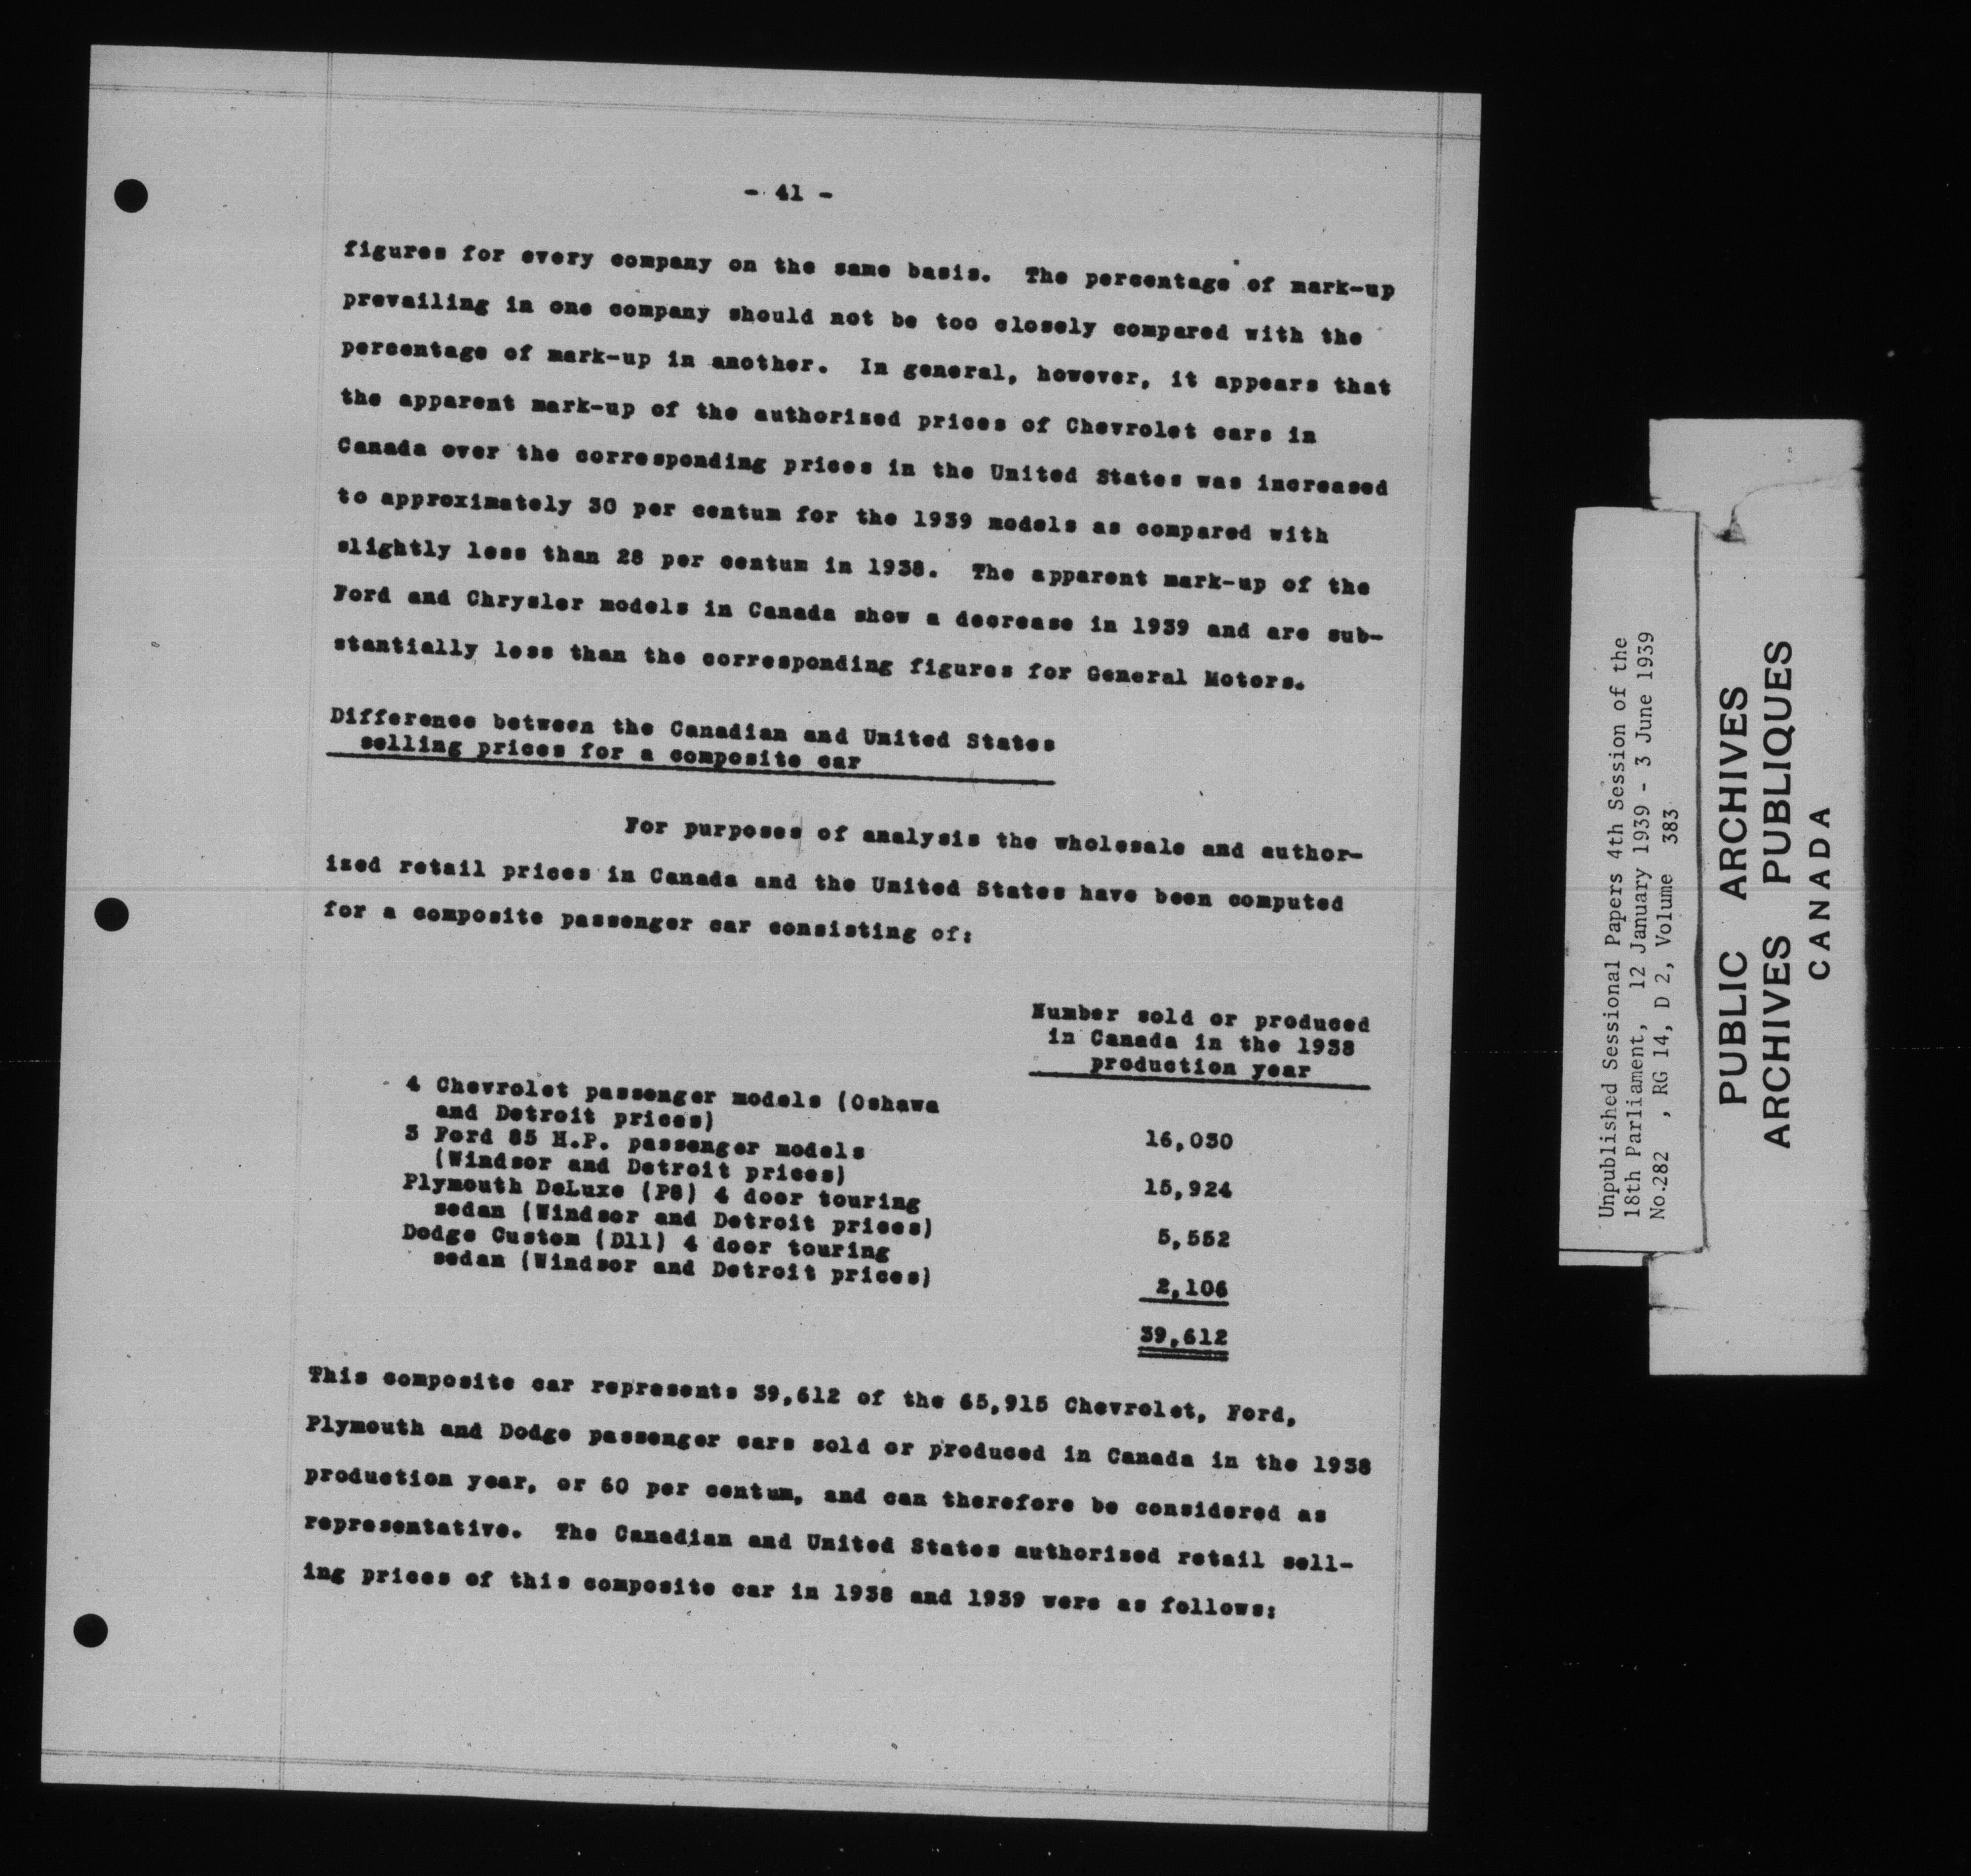 - 41 -
figures for every company on the same basis. The percentage of mark-up
prevailing in one company should not be too closely compared with the
percentage of mark-up in another. In general, however, it appears that
the apparent mark-up of the authorized prices of Chevrolet cars in
Canada over the corresponding prices in the United States was increased
to approximately 30 per centum for the 1939 models as compared with
slightly less than 28 per centum in 1938. The apparent mark-up of the
Ford and Chrysler models in Canada show a decrease in 1939 and are sub-
stantially less than the corresponding figures for General Motors.
Difference between the Canadian and United States
selling prices for a composite car
For purposes of analysis the wholesale and author-
ized retail prices in Canada and the United States have been computed
for a composite passenger car consisting of:
Number sold or produced
in Canada in the 1938
production year
4 Chevrolet passenger models (Oshawa
and Detroit prices) 16,030
3 Ford 85 H.P. passenger models
(Windsor and Detroit prices) 15,924
Plymouth DeLuxe (P8) 4 door touring
sedan (Windsor and Detroit prices) 5,552
Dodge Custom (D11) 4 door touring
sedan (Windsor and Detroit prices) 2,106
39,612
This composite car represents 39,612 of the 65,915 Chevrolet, Ford,
Plymouth and Dodge passenger cars sold or produced in Canada in the 1938
production year, or 60 per centum, and can therefore be considered as
representative. The Canadian and United States authorized retail sell-
ing prices of this composite car in 1938 and 1939 were as follows:
Unpublished Sessional Papers 4th Session of the
18th Parliament, 12 January 1939 - 3 June 1939
No.282 , RG 14, D 2, Volume 383
PUBLIC ARCHIVES
ARCHIVES PUBLIQUES
CANADA